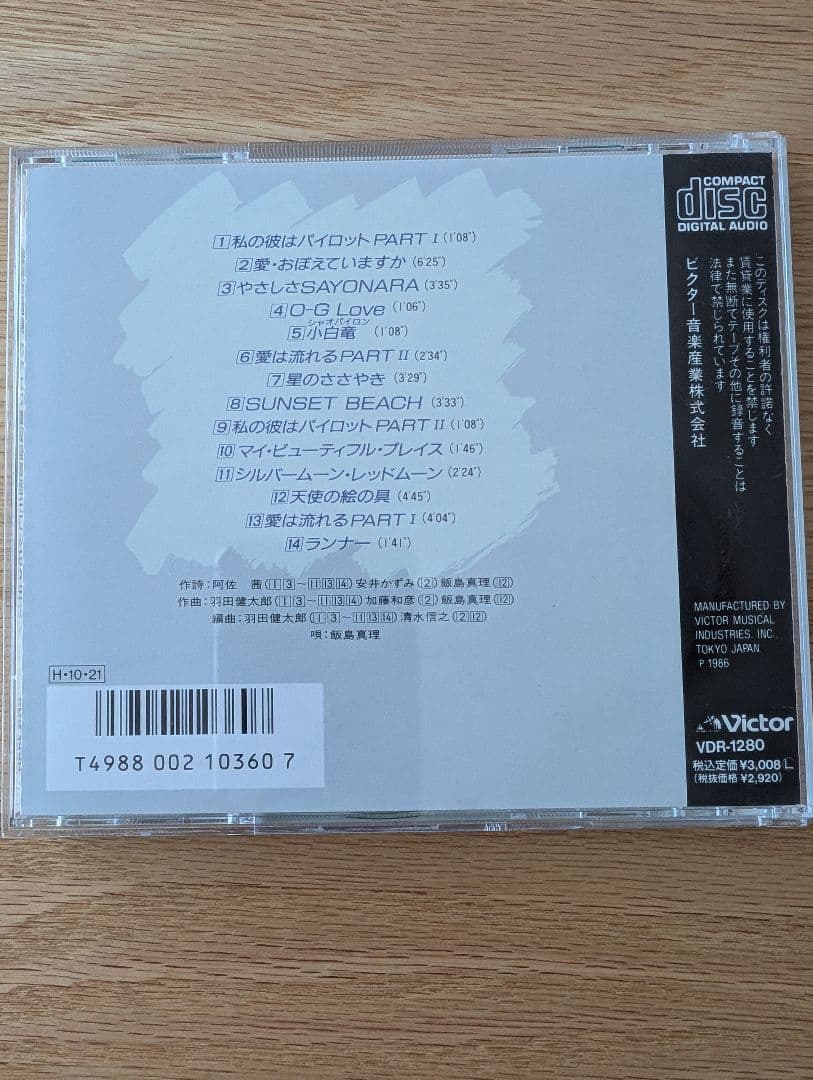 1 私の彼はパイロット PART I (1'08")
2 愛・おぼえていますか (6'25")
3 やさしさSAYONARA (3'35")
4 O-G Love (1'06")
シャオパイロン
5 小白竜 (1'08")
6 愛は流れるPART II (2'34")
7 星のささやき (3'29")
8 SUNSET BEACH (3'33")
9 私の彼はパイロット PART II (1'08")
10 マイ・ビューティフル・プレイス (1'46")
11 シルバームーン・レッドムーン (2'24")
12 天使の絵の具 (4'45")
13 愛は流れるPART I (4'04")
14 ランナー (1'41")
作詩：阿佐 茜(1 3〜11 13 14) 安井かずみ(2) 飯島真理(12)
作曲：羽田健太郎(1 3〜11 13 14) 加藤和彦(2) 飯島真理(12)
編曲：羽田健太郎(1 3〜11 13 14) 清水信之(2 12)
唄：飯島真理
H・10・21
T4988 002 10360 7
COMPACT
disc
DIGITAL AUDIO
このディスクは権利者の許諾なく
賃貸業に使用することを禁じます
また無断でテープその他に録音することは
法律で禁じられています
ビクター音楽産業株式会社
MANUFACTURED BY
VICTOR MUSICAL
INDUSTRIES. INC.,
TOKYO JAPAN
P 1986
Victor
VDR-1280
税込定価 ¥3,008 L
(税抜価格 ¥2,920)